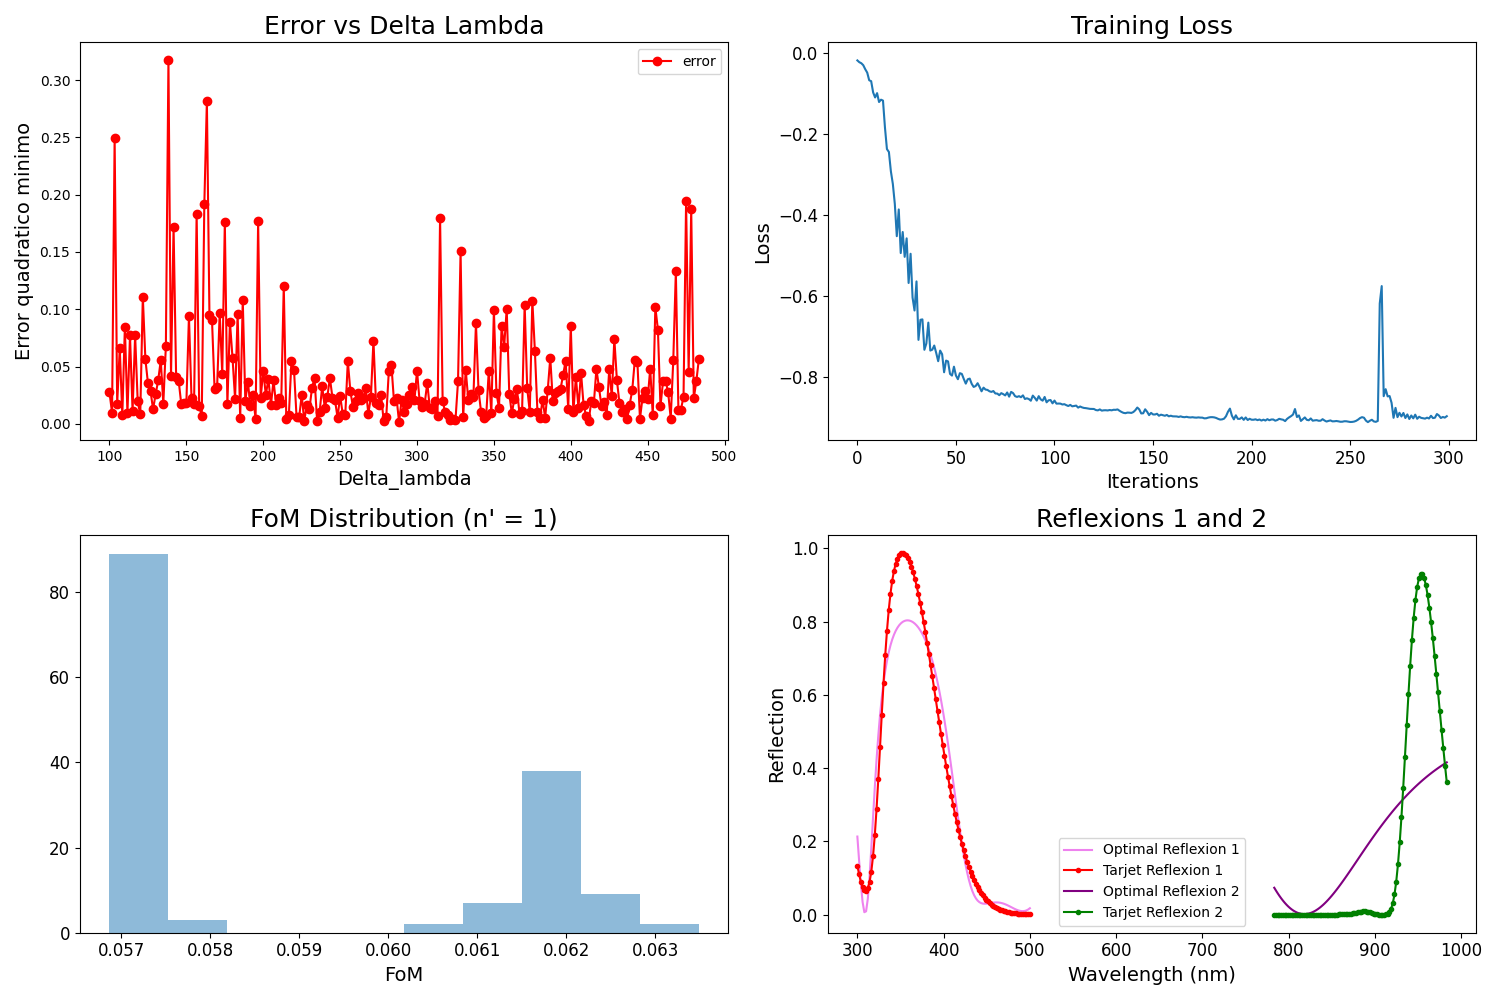 Error vs Delta Lambda
error
Error quadratico minimo
0.30
0.25
0.20
0.15
0.10
0.05
0.00
100 150 200 250 300 350 400 450 500
Delta_lambda
Training Loss
Loss
0.0
−0.2
−0.4
−0.6
−0.8
0 50 100 150 200 250 300
Iterations
FoM Distribution (n' = 1)
80
60
40
20
0
0.057 0.058 0.059 0.060 0.061 0.062 0.063
FoM
Reflexions 1 and 2
Reflection
1.0
0.8
0.6
0.4
0.2
0.0
Optimal Reflexion 1
Tarjet Reflexion 1
Optimal Reflexion 2
Tarjet Reflexion 2
300 400 500 600 700 800 900 1000
Wavelength (nm)